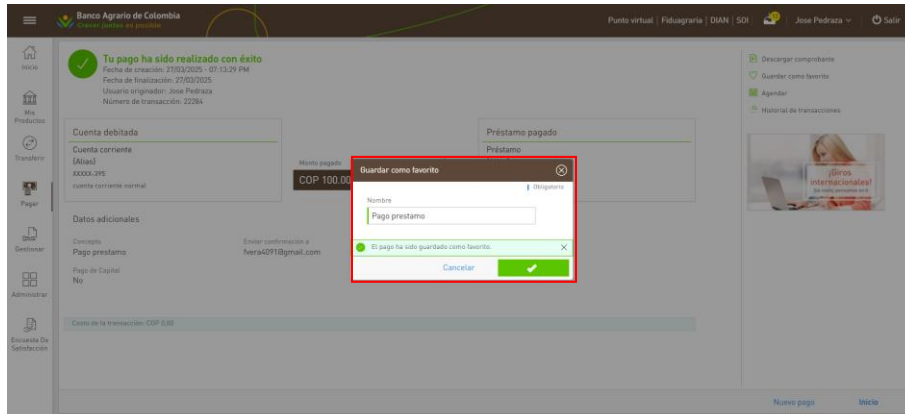 Banco Agrario de Colombia
Crecer juntos es posible
Punto virtual | Fiduagraria | DIAN | SOI
Jose Pedraza
Salir
Inicio
Mis
Productos
Transferir
Pagar
Gestionar
Administrar
Encuesta De
Satisfacción
Tu pago ha sido realizado con éxito
Fecha de creación: 27/03/2025 - 07:13:29 PM
Fecha de finalización: 27/03/2025
Usuario originador: Jose Pedraza
Número de transacción: 22284
Cuenta debitada
Cuenta corriente
(Alias)
XXXXX-395
cuenta corriente normal
Monto pagado
COP 100.00
Préstamo pagado
Préstamo
Datos adicionales
Concepto
Pago prestamo
Enviar confirmación a
fvera4091@gmail.com
Pago de Capital
No
Costo de la transacción: COP 0,00
Guardar como favorito
Obligatorio
Nombre
Pago prestamo
El pago ha sido guardado como favorito.
Cancelar
Descargar comprobante
Guardar como favorito
Agendar
Historial de transacciones
¡Giros
internacionales!
Nuevo pago
Inicio